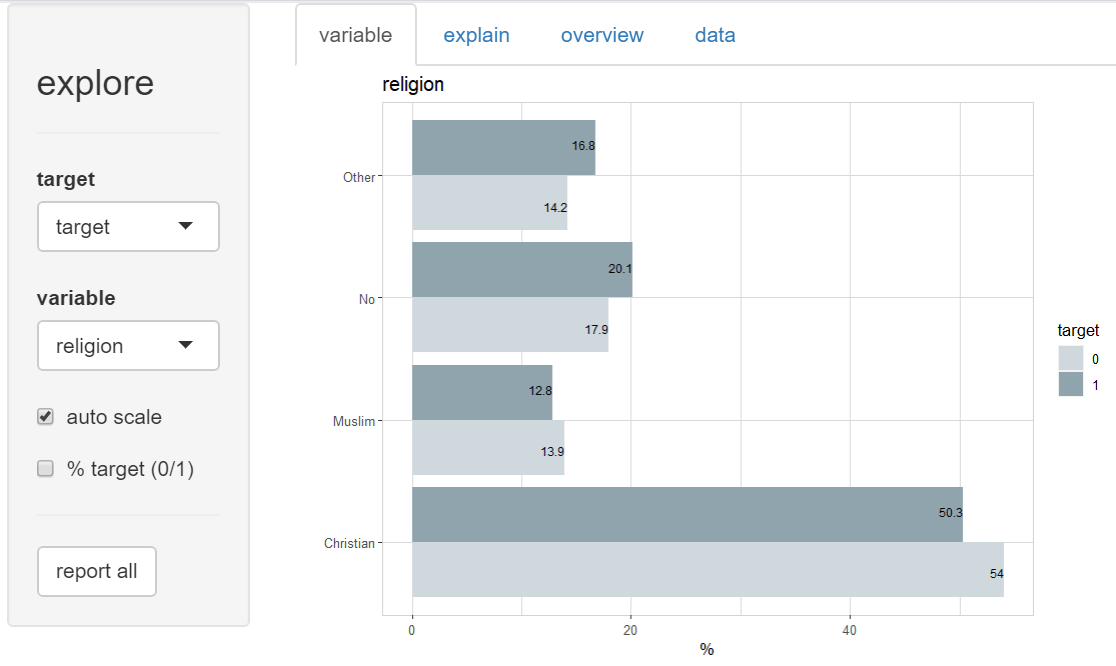 explore
target
target
variable
religion
auto scale
% target (0/1)
report all
variable explain overview data
religion
Other
16.8
14.2
No
20.1
17.9
Muslim
12.8
13.9
Christian
50.3
54
0 20 40
%
target
0
1